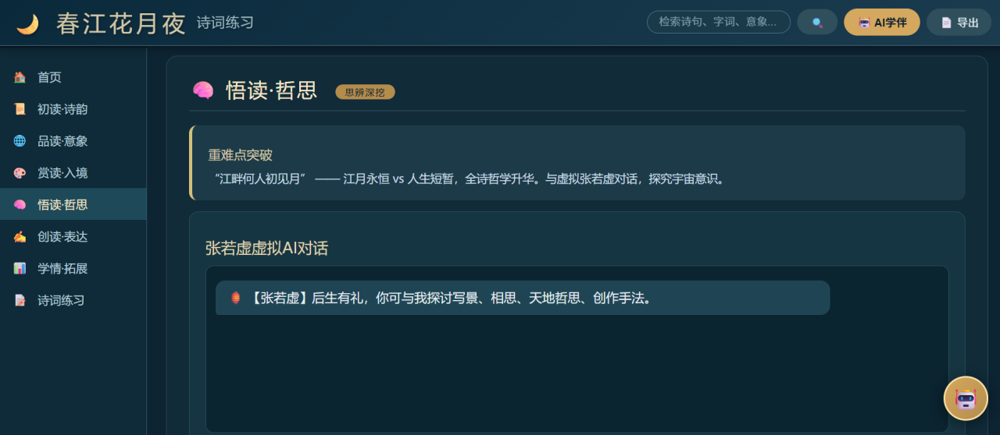 春江花月夜 诗词练习
检索诗句、字词、意象...
AI学伴
导出
首页
初读·诗韵
品读·意象
赏读·入境
悟读·哲思
创读·表达
学情·拓展
诗词练习
悟读·哲思 思辨深挖
重难点突破
“江畔何人初见月” —— 江月永恒 vs 人生短暂，全诗哲学升华。与虚拟张若虚对话，探究宇宙意识。
张若虚虚拟AI对话
【张若虚】后生有礼，你可与我探讨写景、相思、天地哲思、创作手法。